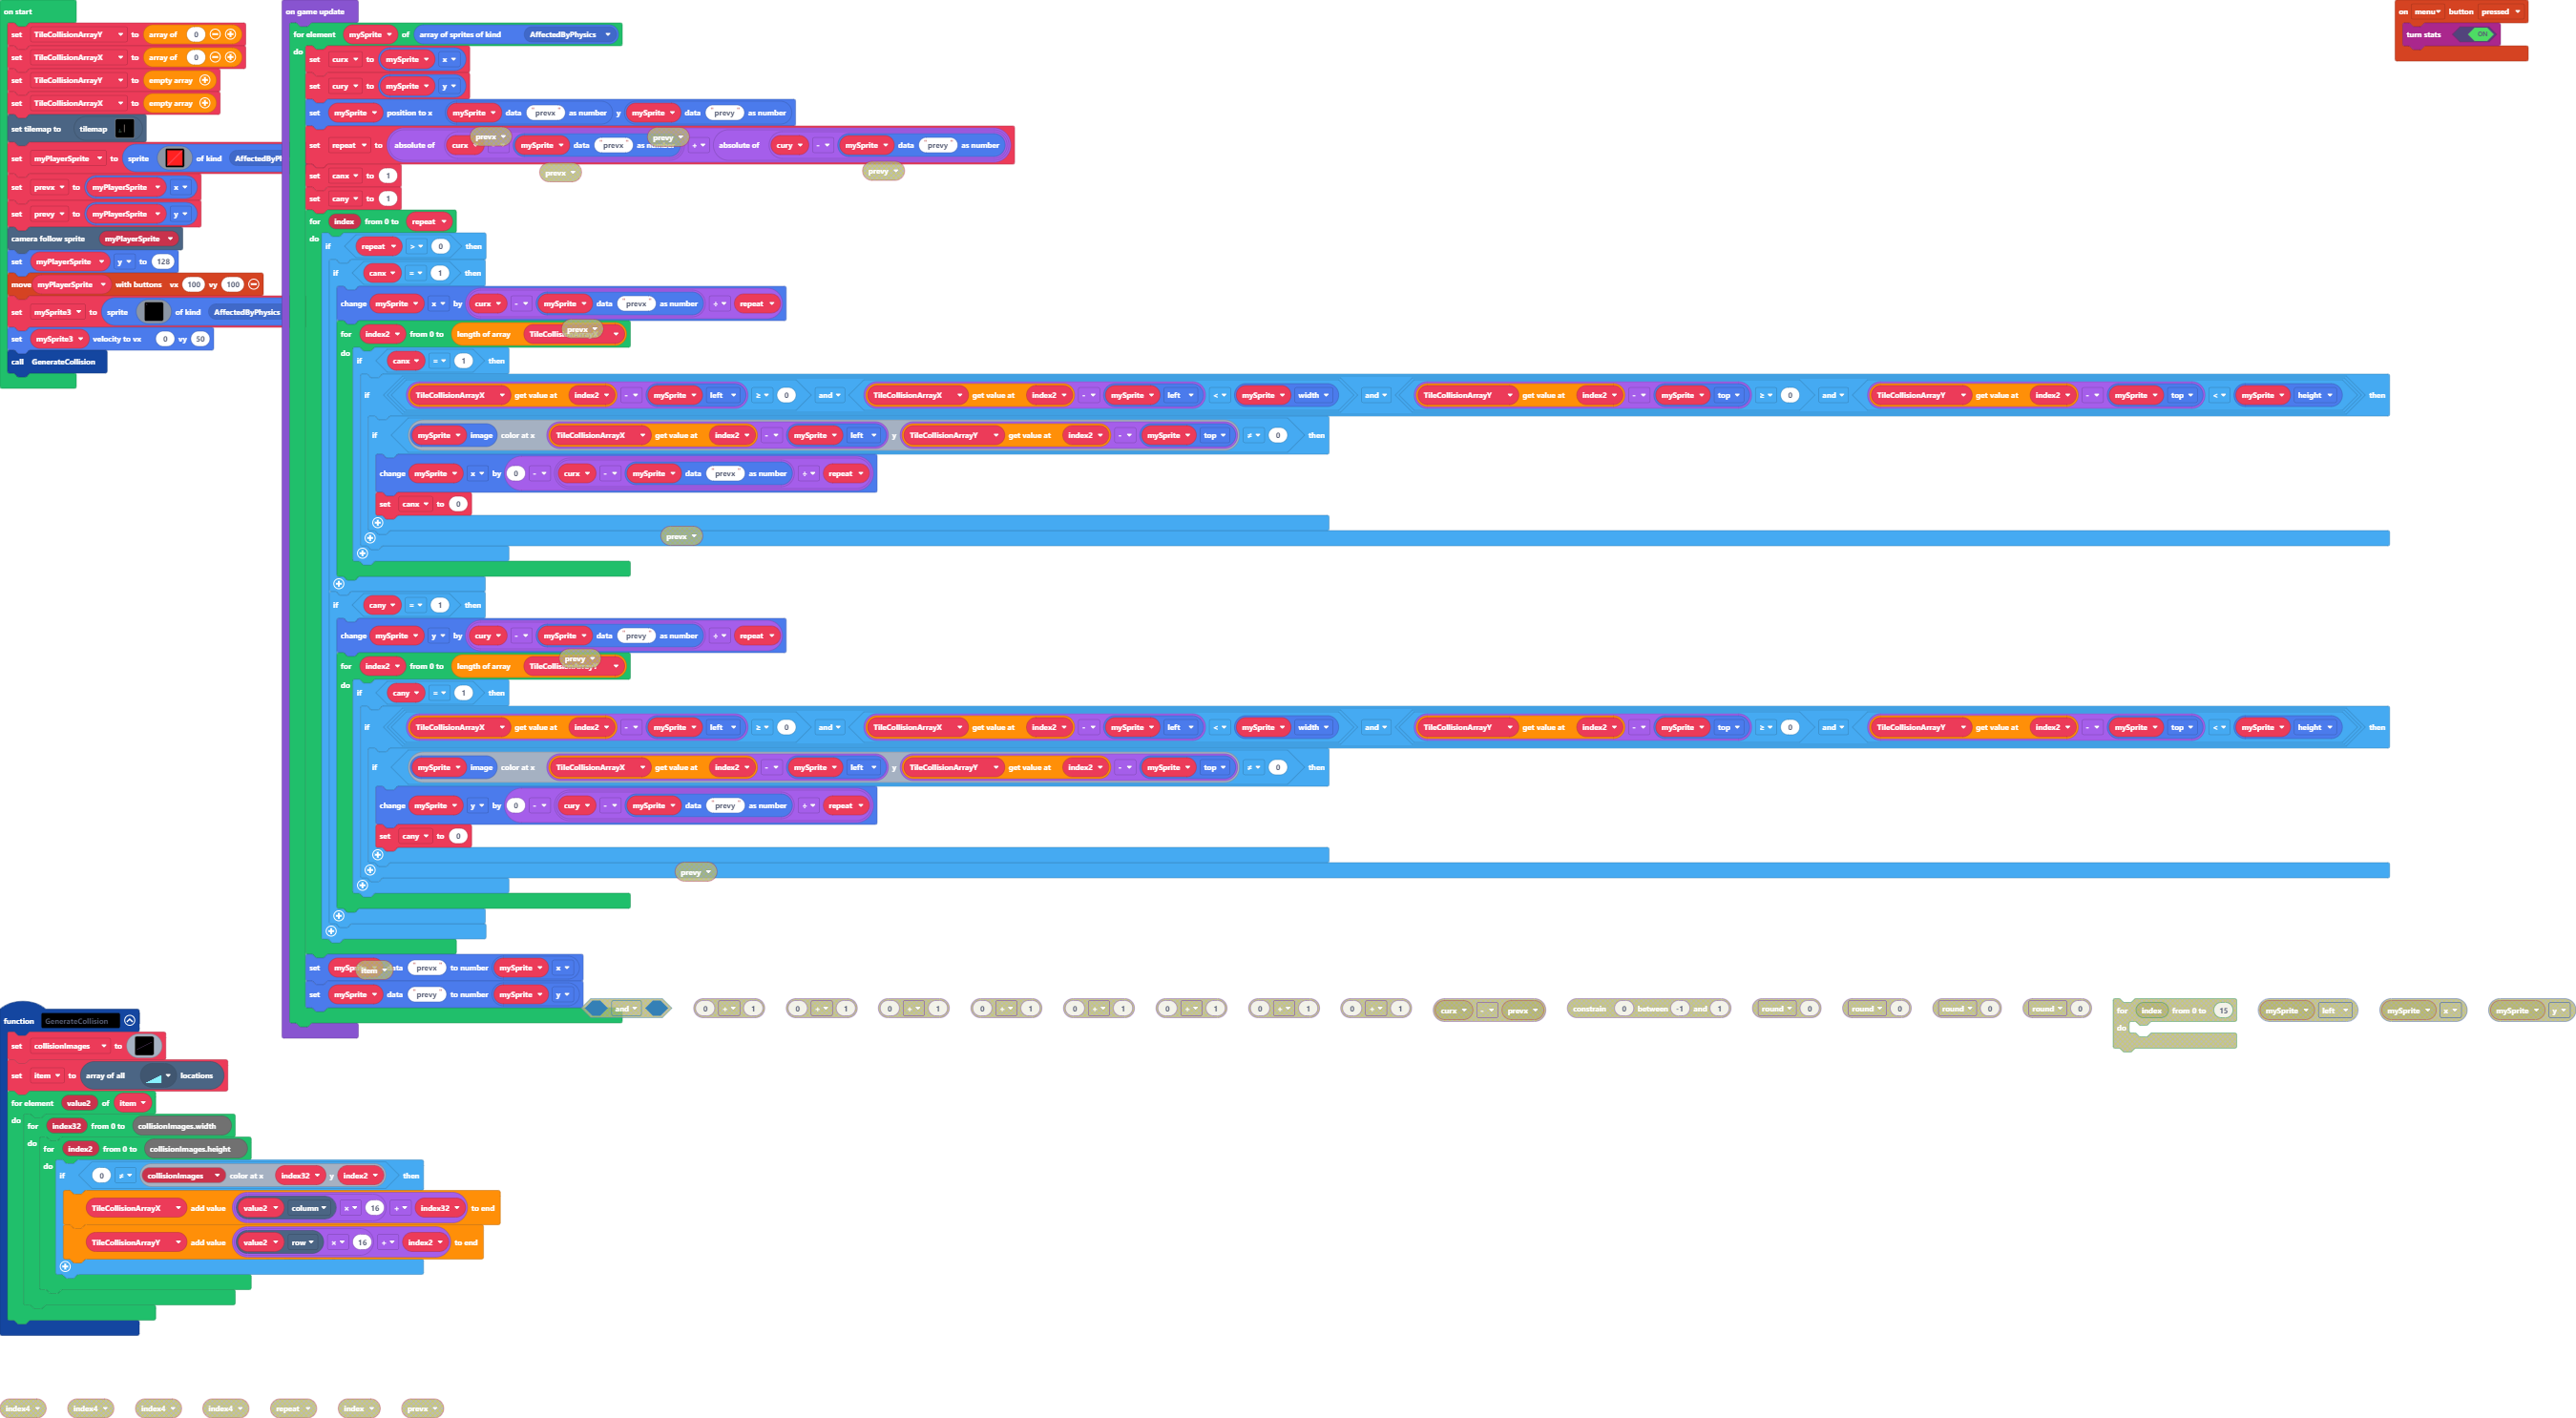 on start
set TileCollisionArrayY to array of 0
set TileCollisionArrayX to array of 0
set TileCollisionArrayY to empty array
set TileCollisionArrayX to empty array
set tilemap to tilemap
set myPlayerSprite to sprite of kind AffectedByPl
set prevx to myPlayerSprite x
set prevy to myPlayerSprite y
camera follow sprite myPlayerSprite
set myPlayerSprite y to 128
move myPlayerSprite with buttons vx 100 vy 100
set mySprite3 to sprite of kind AffectedByPhysics
set mySprite3 velocity to vx 0 vy 50
call GenerateCollision
on game update
for element mySprite of array of sprites of kind AffectedByPhysics
do
set curx to mySprite x
set cury to mySprite y
set mySprite position to x mySprite data "prevx" as number y mySprite data "prevy" as number
prevx prevy
set repeat to absolute of curx mySprite data "prevx" as number + absolute of cury - mySprite data "prevy" as number
prevx prevy
set canx to 1
set cany to 1
for index from 0 to repeat
do
if repeat > 0 then
if canx = 1 then
change mySprite x by curx - mySprite data "prevx" as number ÷ repeat
prevx
for index2 from 0 to length of array
do
if canx = 1 then
if TileCollisionArrayX get value at index2 - mySprite left ≥ 0 and TileCollisionArrayX get value at index2 - mySprite left < mySprite width and TileCollisionArrayY get value at index2 - mySprite top ≥ 0 and TileCollisionArrayY get value at index2 - mySprite top < mySprite height then
if mySprite image color at x TileCollisionArrayX get value at index2 - mySprite left y TileCollisionArrayY get value at index2 - mySprite top ≠ 0 then
change mySprite x by 0 - curx - mySprite data "prevx" as number ÷ repeat
set canx to 0
prevx
if cany = 1 then
change mySprite y by cury - mySprite data "prevy" as number ÷ repeat
prevy
for index2 from 0 to length of array
do
if cany = 1 then
if TileCollisionArrayX get value at index2 - mySprite left ≥ 0 and TileCollisionArrayX get value at index2 - mySprite left < mySprite width and TileCollisionArrayY get value at index2 - mySprite top ≥ 0 and TileCollisionArrayY get value at index2 - mySprite top < mySprite height then
if mySprite image color at x TileCollisionArrayX get value at index2 - mySprite left y TileCollisionArrayY get value at index2 - mySprite top ≠ 0 then
change mySprite y by 0 - cury - mySprite data "prevy" as number ÷ repeat
set cany to 0
prevy
set item "prevx" to number mySprite x
set mySprite data "prevy" to number mySprite y
on menu button pressed
turn stats ON
and
0 + 1
0 + 1
0 + 1
0 + 1
0 + 1
0 + 1
0 + 1
0 + 1
curx - prevx
constrain 0 between -1 and 1
round 0
round 0
round 0
round 0
for index from 0 to 15
do
mySprite left
mySprite x
mySprite y
function GenerateCollision
set collisionImages to
set item to array of all locations
for element value2 of item
do
for index32 from 0 to collisionImages.width
do
for index2 from 0 to collisionImages.height
do
if 0 ≠ collisionImages color at x index32 y index2 then
TileCollisionArrayX add value value2 column × 16 + index32 to end
TileCollisionArrayY add value value2 row × 16 + index2 to end
index4
index4
index4
index4
repeat
index
prevx